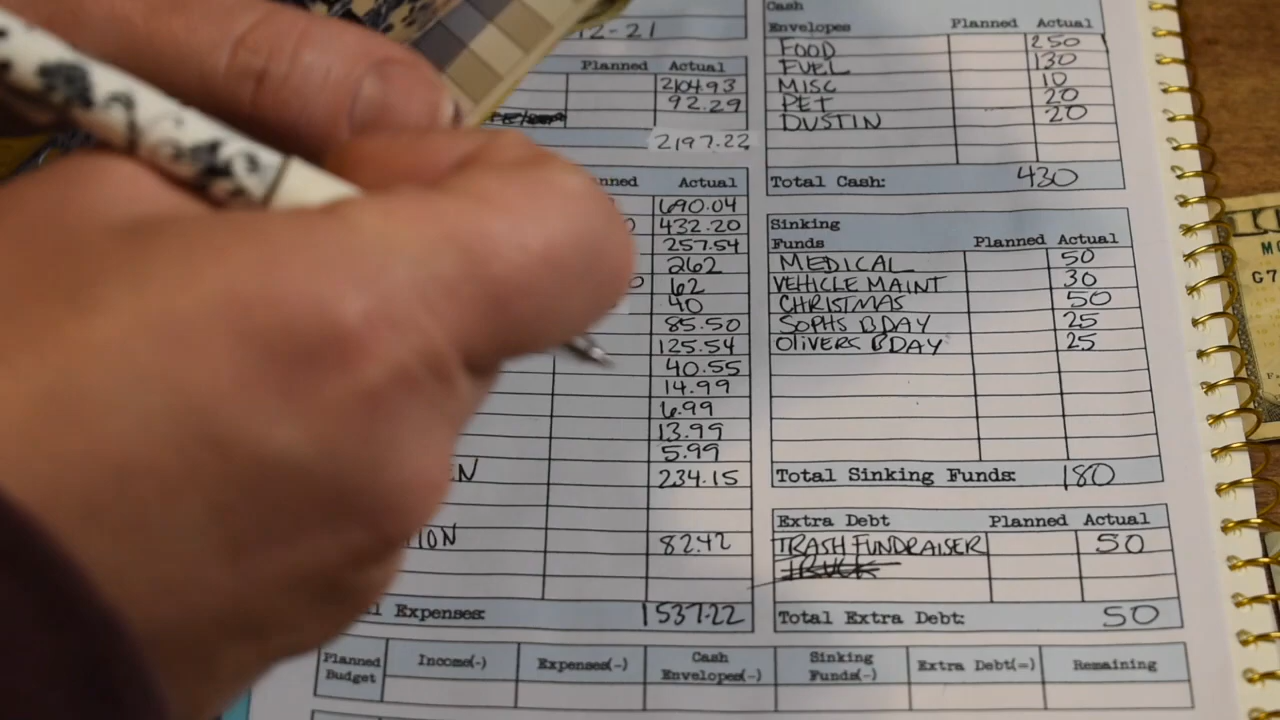 12-21
Planned Actual
2104.93
92.29
2197.22
Actual
690.04
432.20
257.54
262
62
40
85.50
125.54
40.55
14.99
6.99
13.99
5.99
234.15
82.42
Expenses: 1537.22
Cash
Envelopes Planned Actual
FOOD 250
FUEL 130
MISC 10
PET 20
DUSTIN 20
Total Cash: 430
Sinking
Funds Planned Actual
MEDICAL 50
VEHICLE MAINT 30
CHRISTMAS 50
SOPHS BDAY 25
OLIVERS BDAY 25
Total Sinking Funds: 180
Extra Debt Planned Actual
TRASH FUNDRAISER 50
Total Extra Debt: 50
Planned
Budget
Income(-)
Expenses(-)
Cash
Envelopes(-)
Sinking
Funds(-)
Extra Debt(=)
Remaining